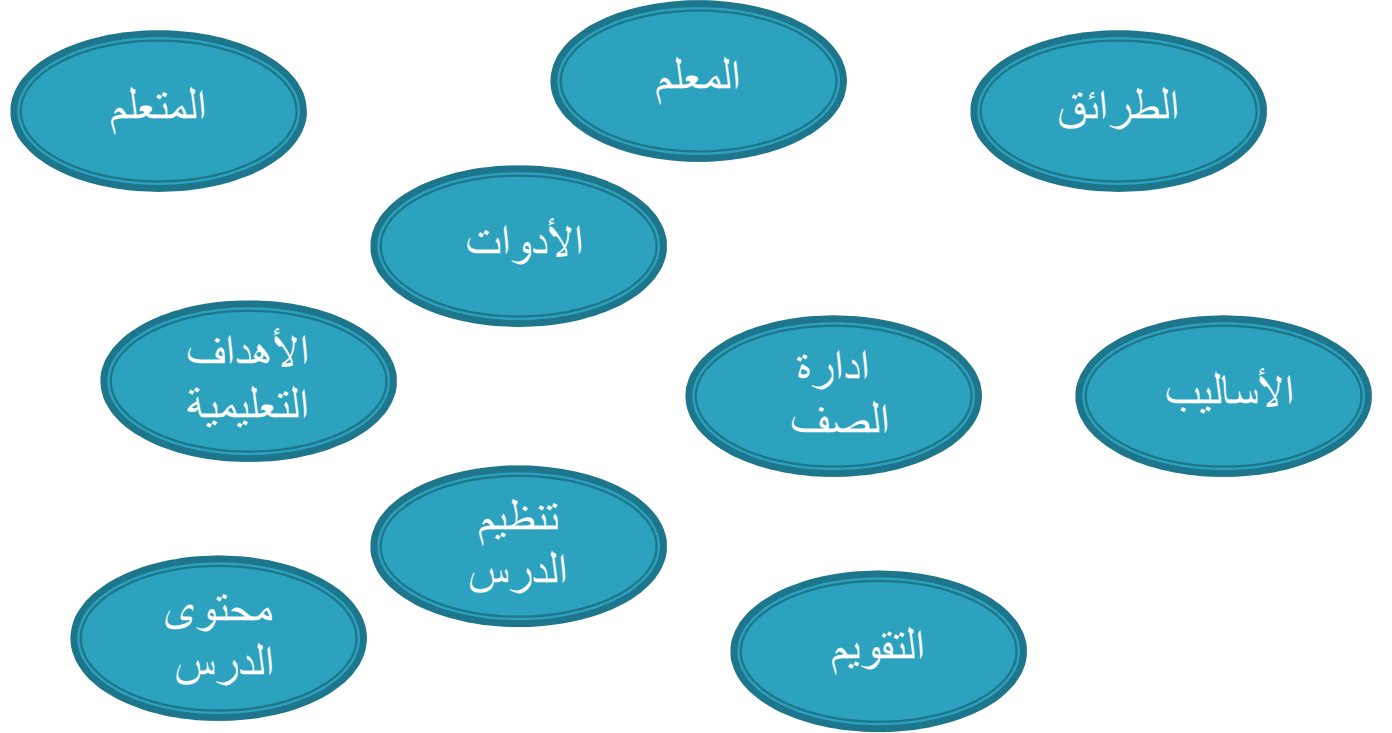 المعلم
الطرائق
المتعلم
الأدوات
الأساليب
ادارة
الصف
الأهداف
التعليمية
تنظيم
الدرس
التقويم
محتوى
الدرس